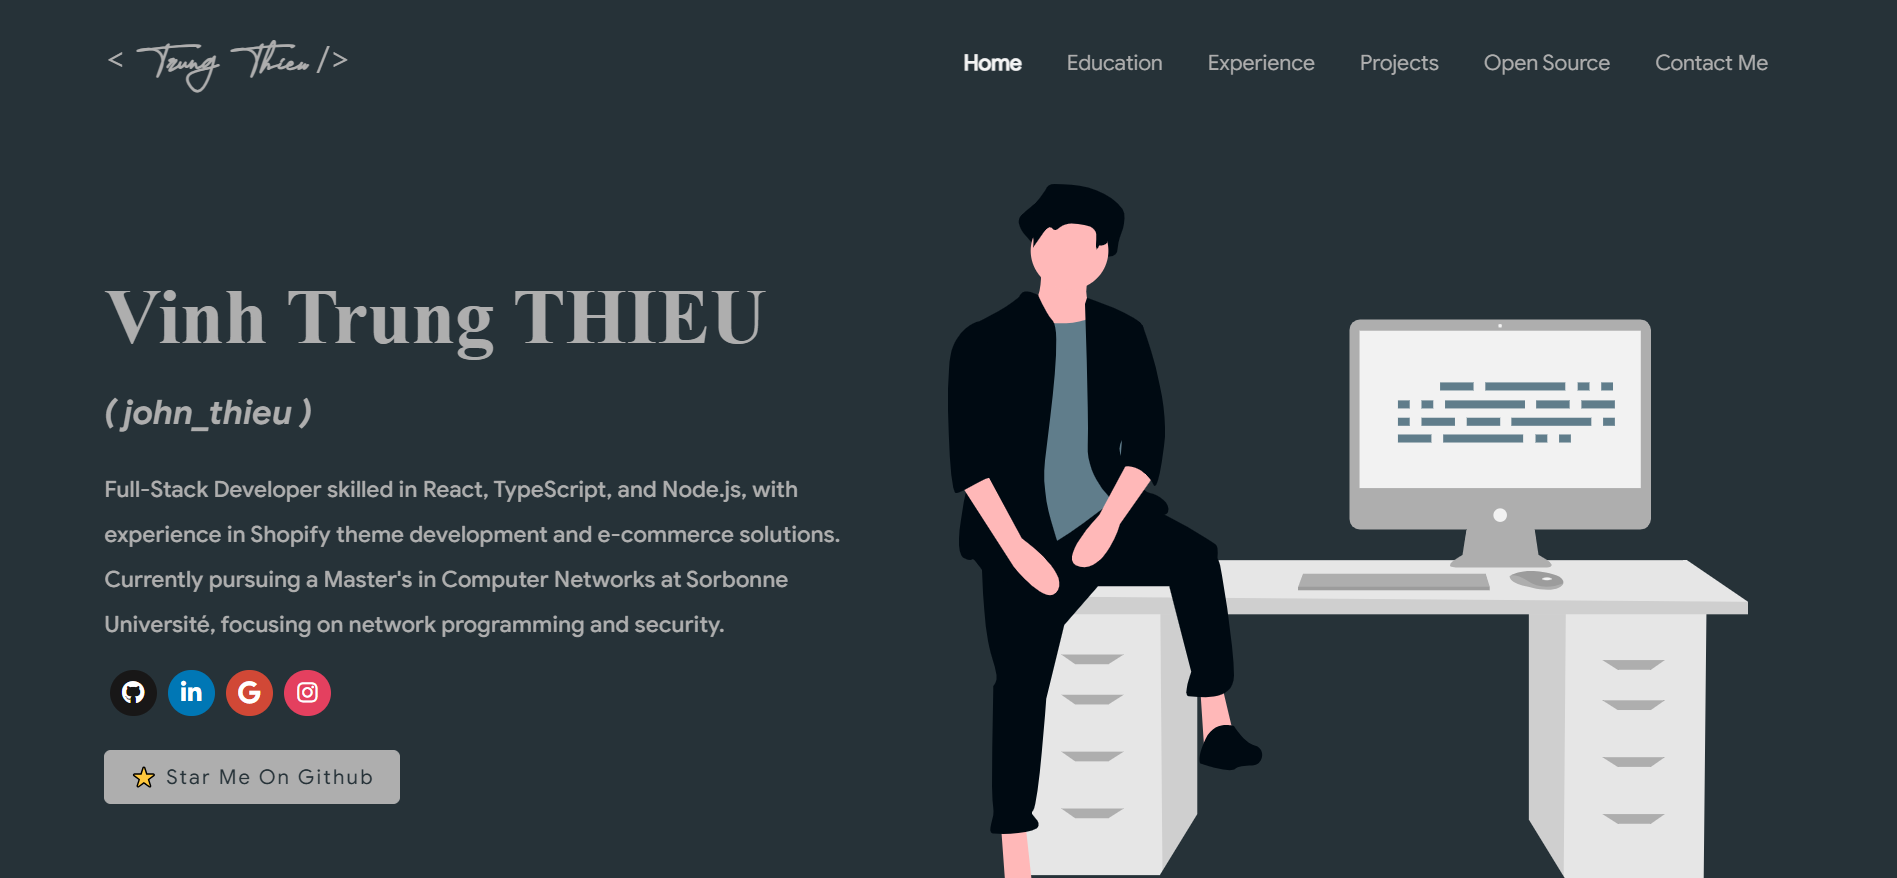 < Trung Thieu />
Home Education Experience Projects Open Source Contact Me
Vinh Trung THIEU
( john_thieu )
Full-Stack Developer skilled in React, TypeScript, and Node.js, with
experience in Shopify theme development and e-commerce solutions.
Currently pursuing a Master's in Computer Networks at Sorbonne
Université, focusing on network programming and security.
in G
⭐ Star Me On Github